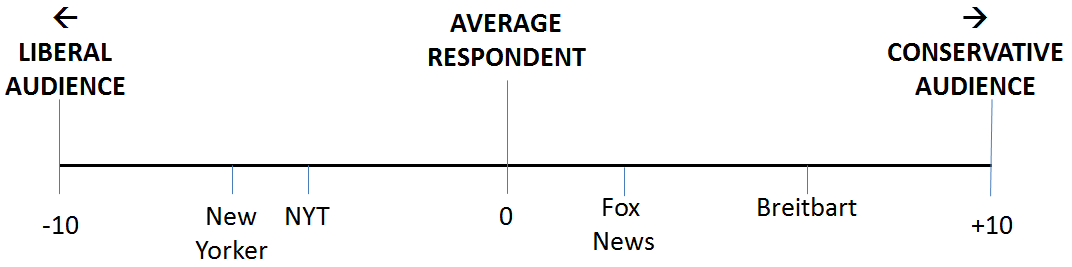 ←
LIBERAL
AUDIENCE
AVERAGE
RESPONDENT
→
CONSERVATIVE
AUDIENCE
-10
New
Yorker
NYT
0
Fox
News
Breitbart
+10